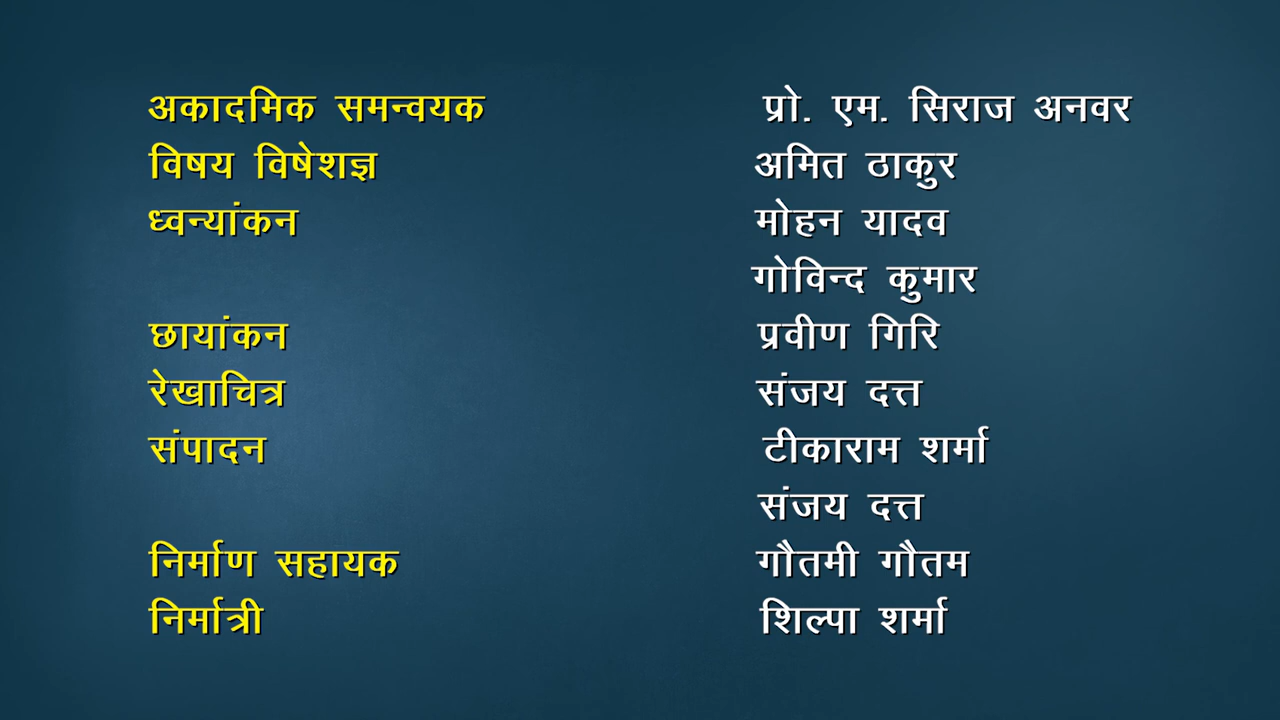 अकादमिक समन्वयक प्रो. एम. सिराज अनवर
विषय विषेशज्ञ अमित ठाकुर
ध्वन्यांकन मोहन यादव
गोविन्द कुमार
छायांकन प्रवीण गिरि
रेखाचित्र संजय दत्त
संपादन टीकाराम शर्मा
संजय दत्त
निर्माण सहायक गौतमी गौतम
निर्मात्री शिल्पा शर्मा